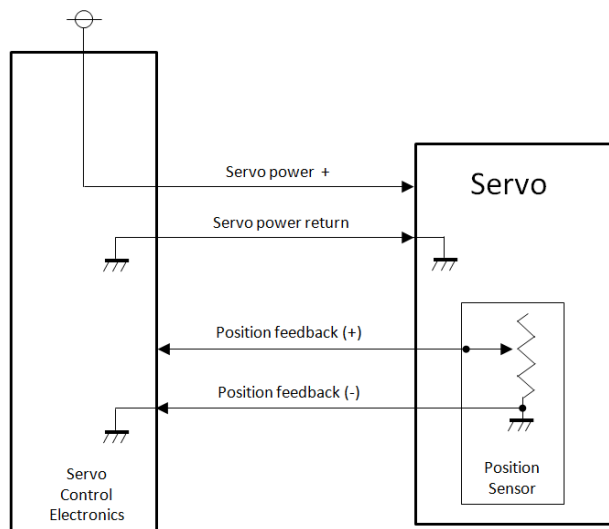 Servo power +
Servo
Servo power return
Position feedback (+)
Position feedback (-)
Servo
Control
Electronics
Position
Sensor